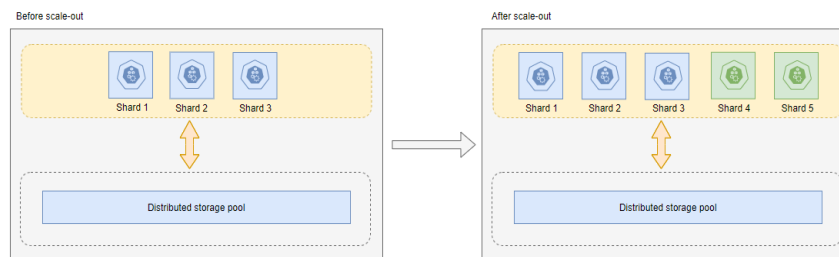 Before scale-out
Shard 1
Shard 2
Shard 3
Distributed storage pool
After scale-out
Shard 1
Shard 2
Shard 3
Shard 4
Shard 5
Distributed storage pool